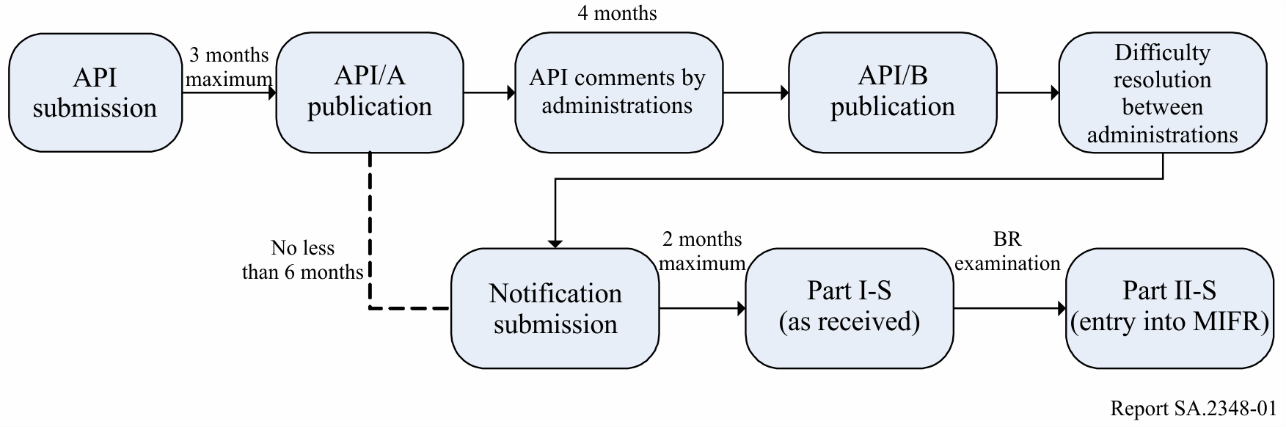 4 months
API
submission
3 months
maximum
API/A
publication
API comments by
administrations
API/B
publication
Difficulty
resolution
between
administrations
No less
than 6 months
Notification
submission
2 months
maximum
Part I-S
(as received)
BR
examination
Part II-S
(entry into MIFR)
Report SA.2348-01